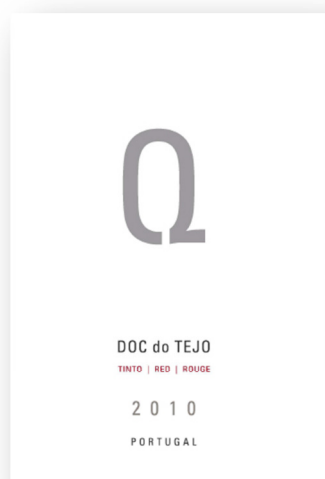 Q
DOC do TEJO
TINTO | RED | ROUGE
2010
PORTUGAL